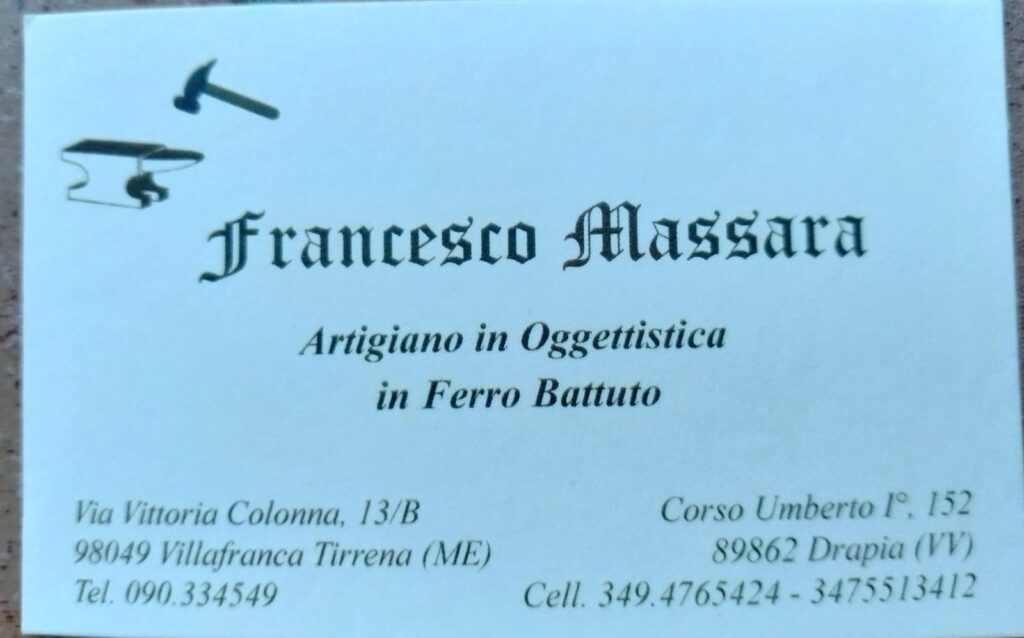 Francesco Massara
Artigiano in Oggettistica
in Ferro Battuto
Via Vittoria Colonna, 13/B
98049 Villafranca Tirrena (ME)
Tel. 090.334549
Corso Umberto I°, 152
89862 Drapia (VV)
Cell. 349.4765424 - 3475513412